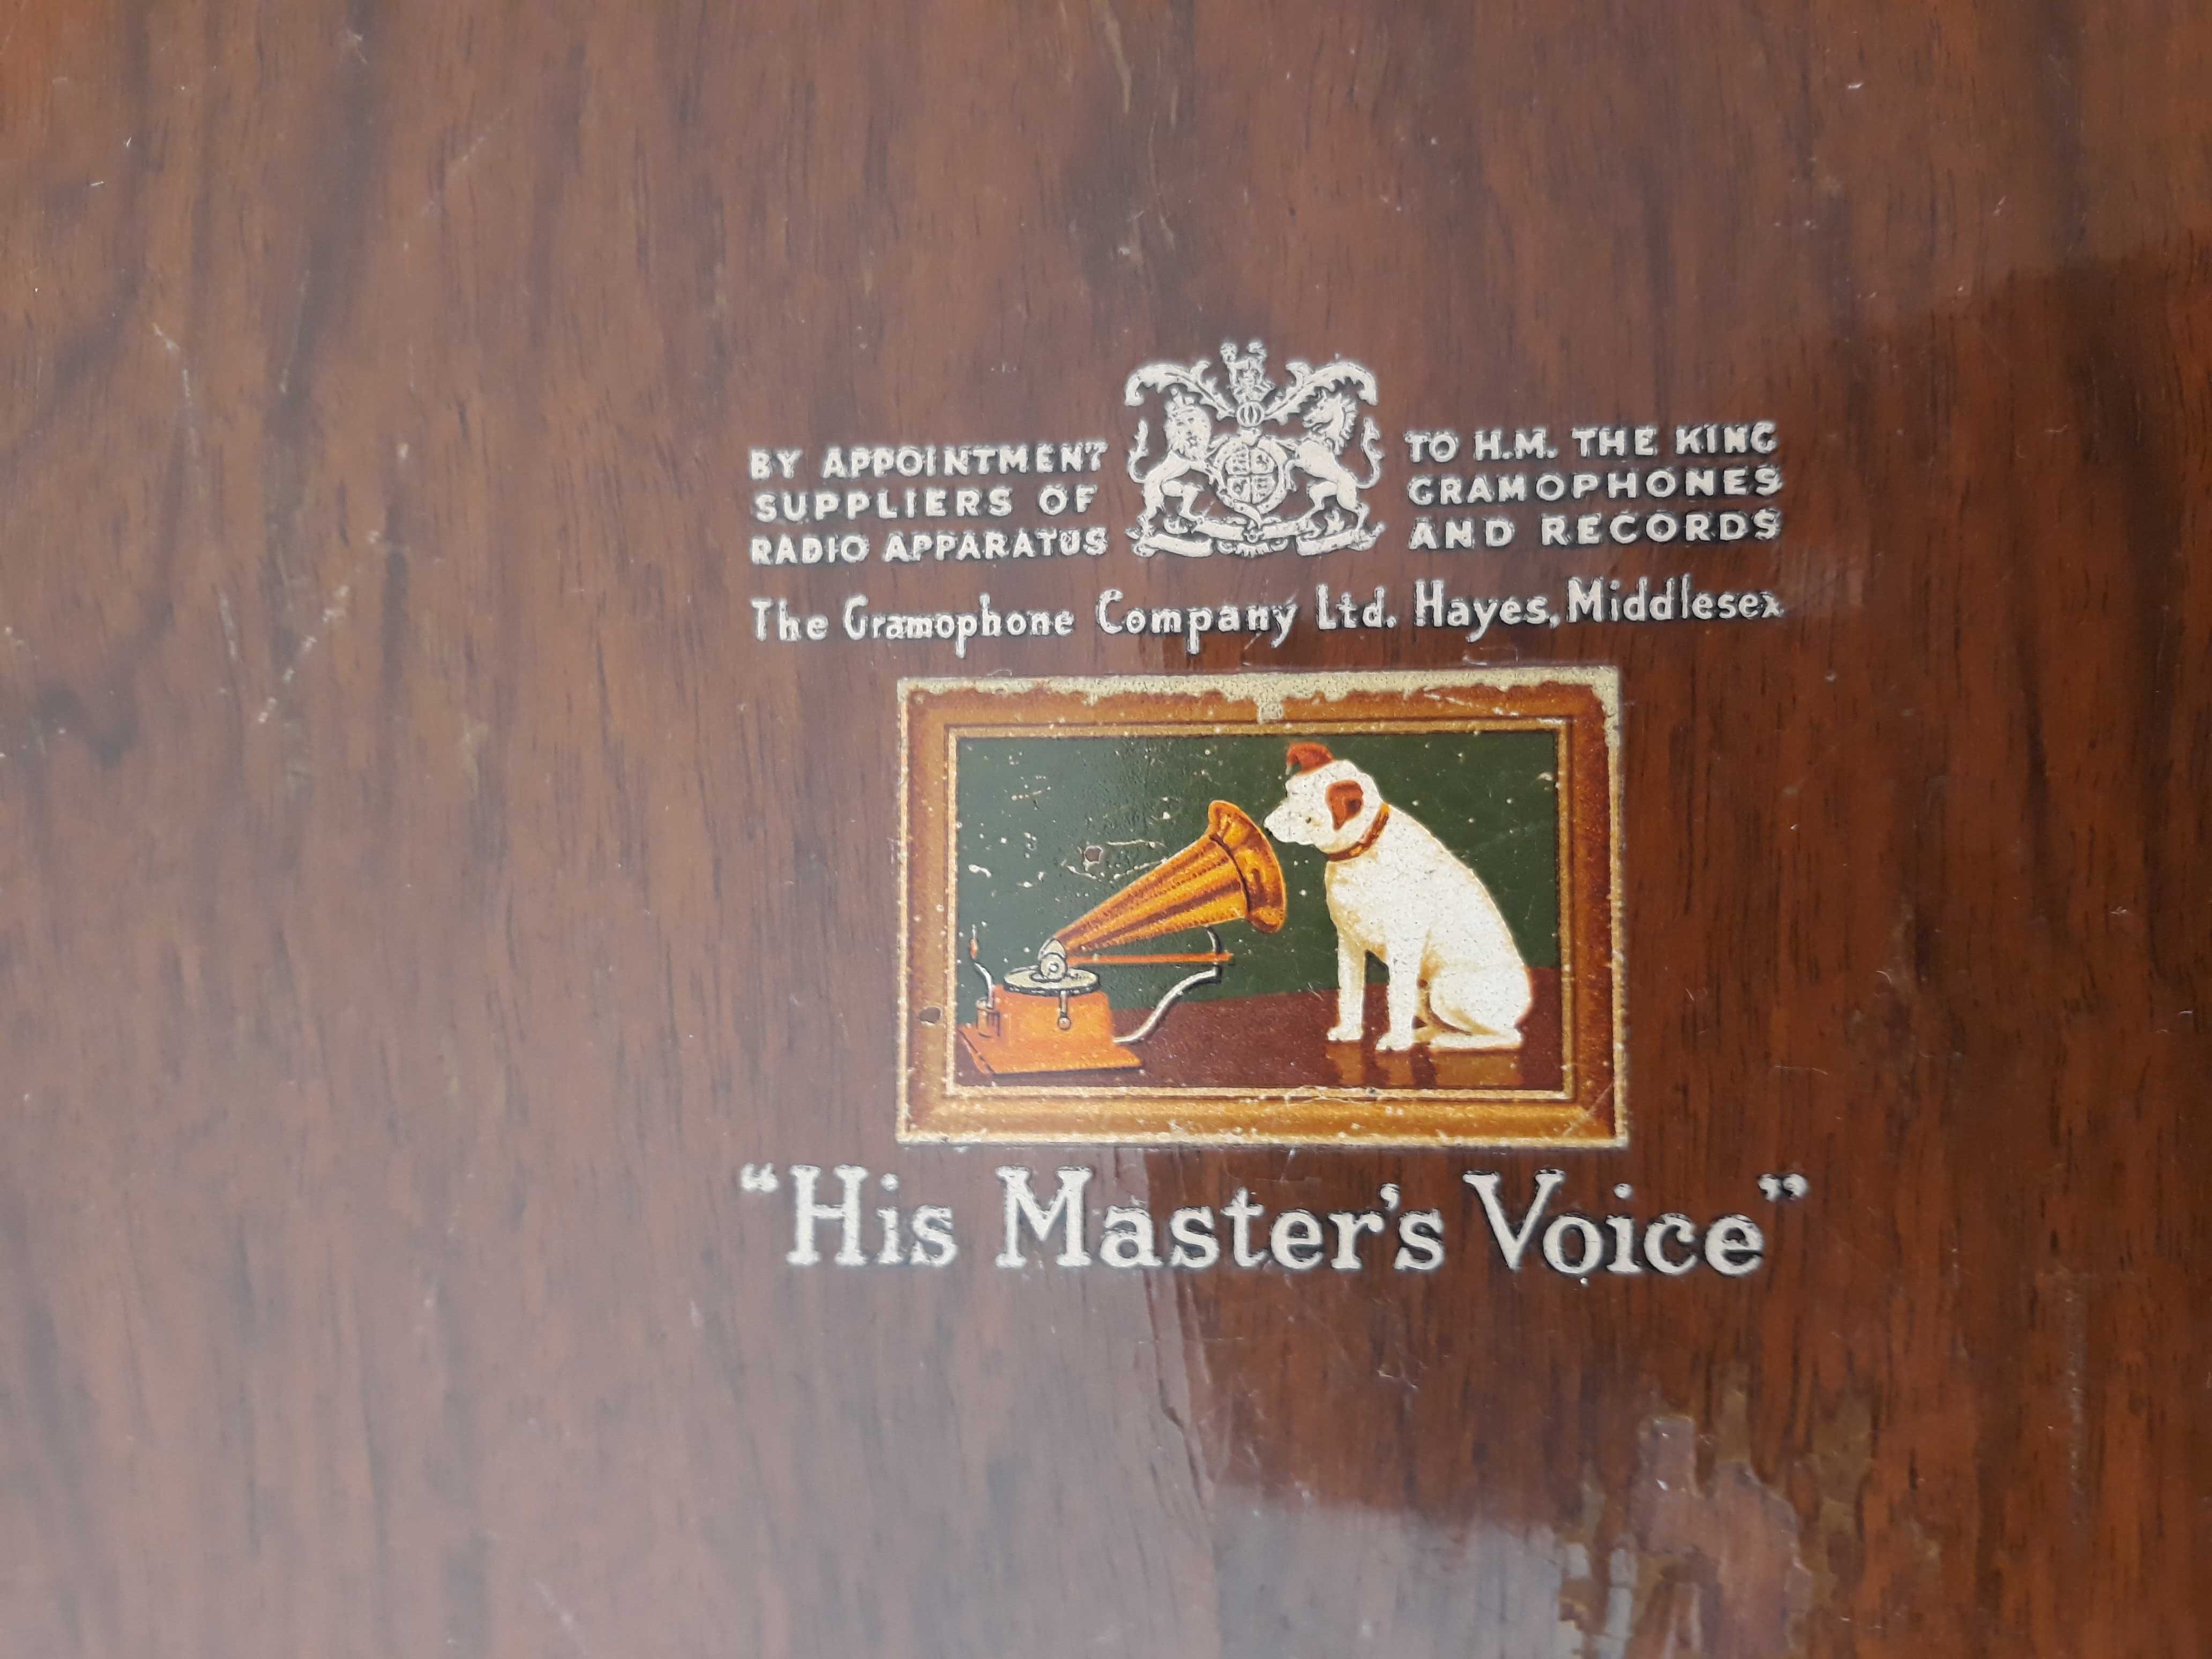 BY APPOINTMENT TO H.M. THE KING
SUPPLIERS OF GRAMOPHONES
RADIO APPARATUS AND RECORDS
The Gramophone Company Ltd. Hayes, Middlesex
"His Master's Voice"